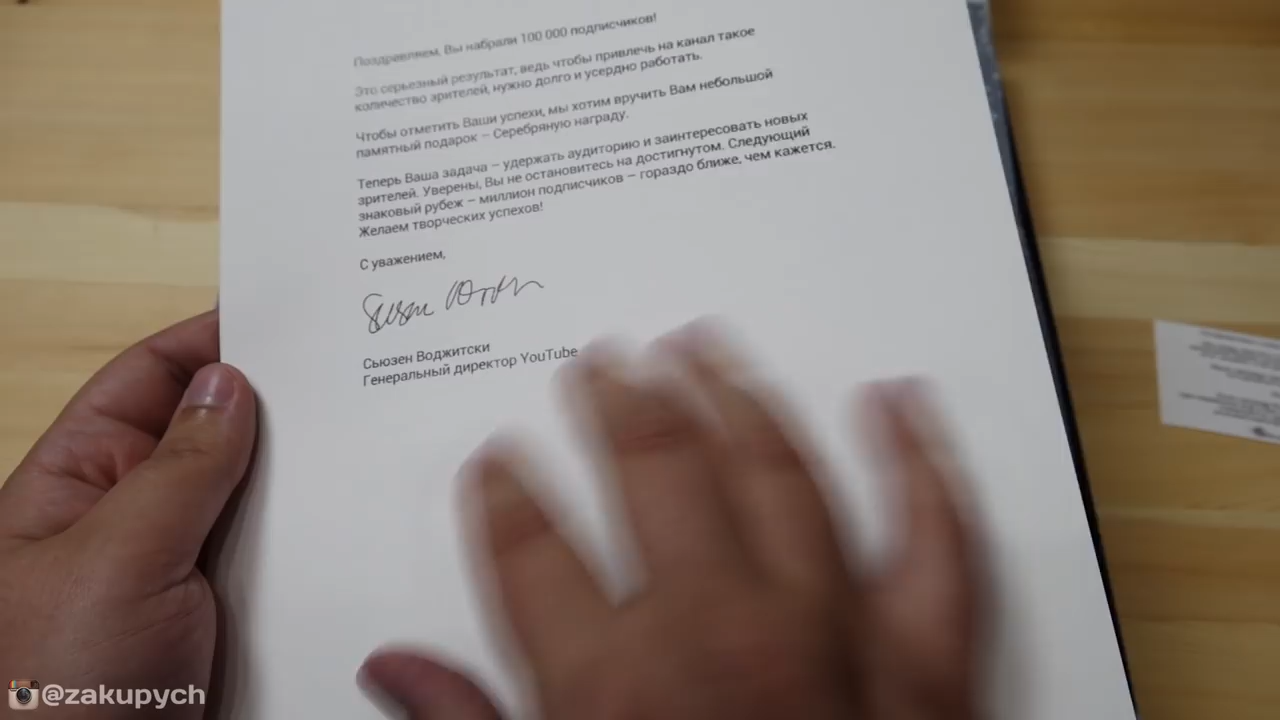 Поздравляем, Вы набрали 100 000 подписчиков!
Это серьезный результат, ведь чтобы привлечь на канал такое
количество зрителей, нужно долго и усердно работать.
Чтобы отметить Ваши успехи, мы хотим вручить Вам небольшой
памятный подарок – Серебряную награду.
Теперь Ваша задача – удержать аудиторию и заинтересовать новых
зрителей. Уверены, Вы не остановитесь на достигнутом. Следующий
знаковый рубеж – миллион подписчиков – гораздо ближе, чем кажется.
Желаем творческих успехов!
С уважением,
Сьюзен Воджитски
Генеральный директор YouTube
@zakupych